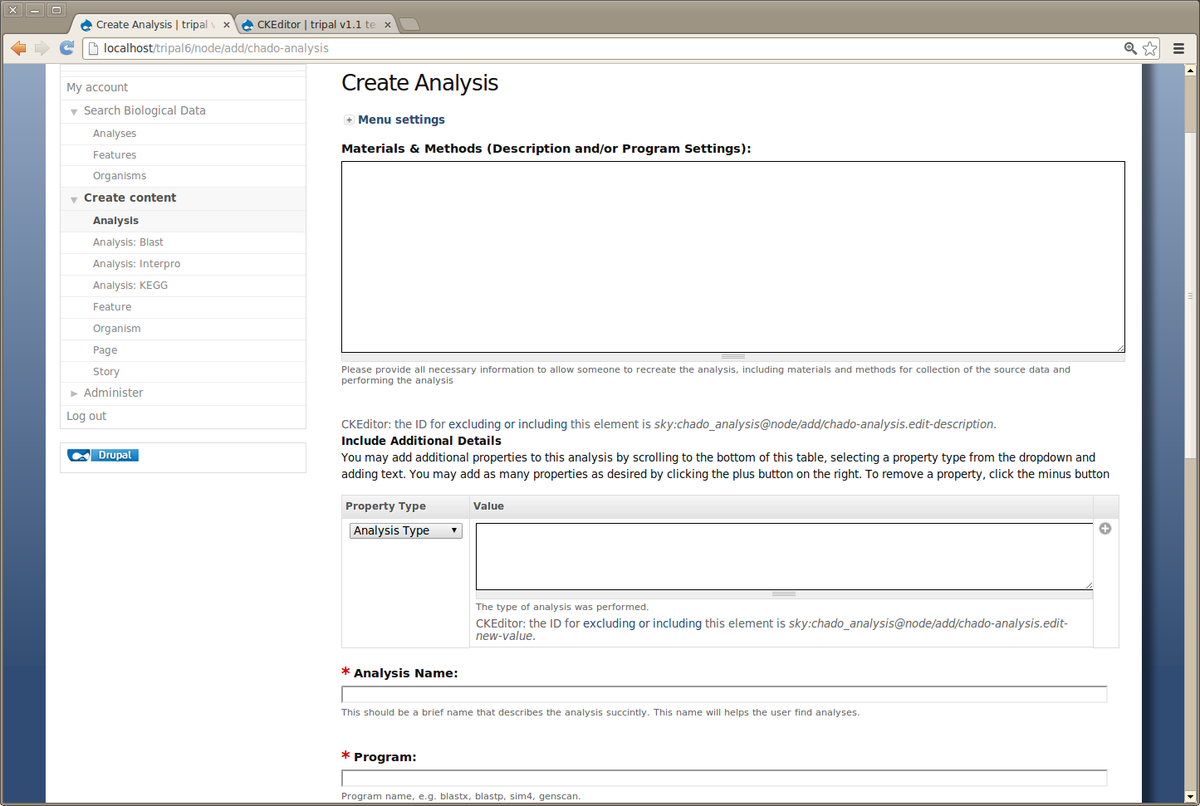 Create Analysis | tripal v
CKEditor | tripal v1.1 te
localhost/tripal6/node/add/chado-analysis
My account
Search Biological Data
Analyses
Features
Organisms
Create content
Analysis
Analysis: Blast
Analysis: Interpro
Analysis: KEGG
Feature
Organism
Page
Story
Administer
Log out
Drupal
Create Analysis
Menu settings
Materials & Methods (Description and/or Program Settings):
Please provide all necessary information to allow someone to recreate the analysis, including materials and methods for collection of the source data and
performing the analysis
CKEditor: the ID for excluding or including this element is sky:chado_analysis@node/add/chado-analysis.edit-description.
Include Additional Details
You may add additional properties to this analysis by scrolling to the bottom of this table, selecting a property type from the dropdown and
adding text. You may add as many properties as desired by clicking the plus button on the right. To remove a property, click the minus button
Property Type Value
Analysis Type
The type of analysis was performed.
CKEditor: the ID for excluding or including this element is sky:chado_analysis@node/add/chado-analysis.edit-
new-value.
* Analysis Name:
This should be a brief name that describes the analysis succintly. This name will helps the user find analyses.
* Program:
Program name, e.g. blastx, blastp, sim4, genscan.